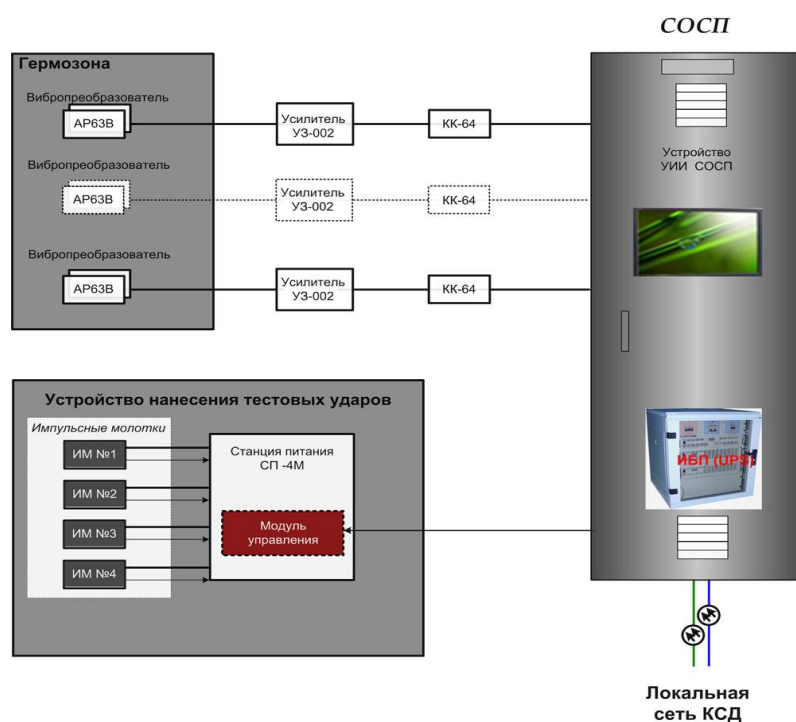 СОСП
Гермозона
Вибропреобразователь
АР63В
Усилитель
УЗ-002
КК-64
Вибропреобразователь
АР63В
Усилитель
УЗ-002
КК-64
Вибропреобразователь
АР63В
Усилитель
УЗ-002
КК-64
Устройство
УИИ СОСП
ИБП (UPS)
Устройство нанесения тестовых ударов
Импульсные молотки
ИМ №1
ИМ №2
ИМ №3
ИМ №4
Станция питания
СП -4М
Модуль
управления
Локальная
сеть КСД